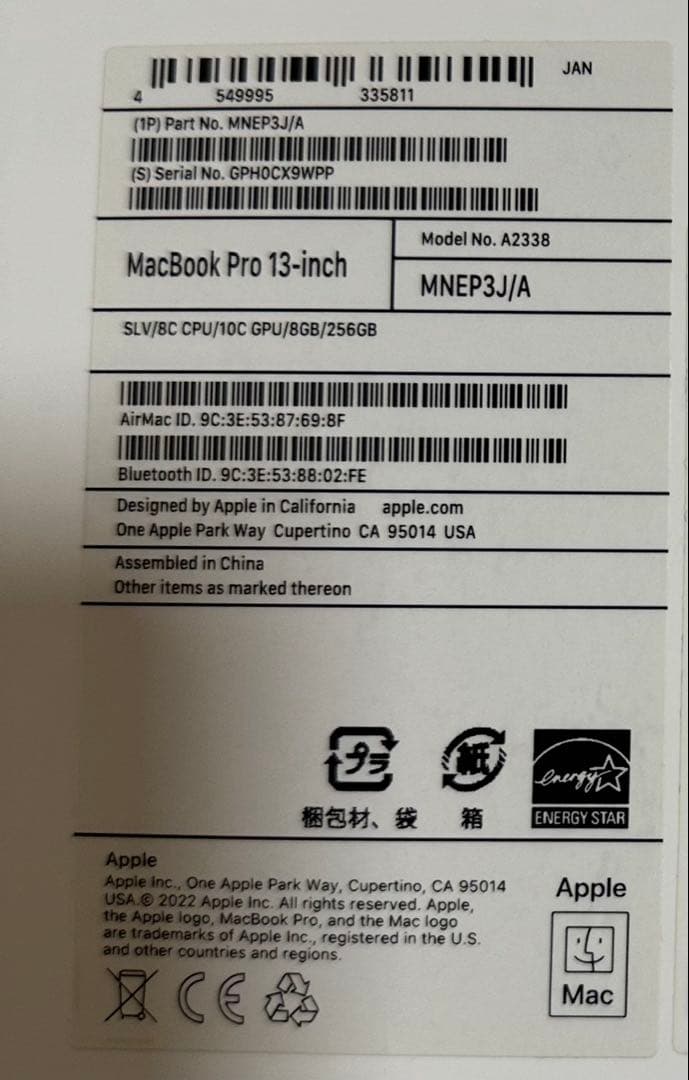 JAN
4 549995 335811
(1P) Part No. MNEP3J/A
(S) Serial No. GPH0CX9WPP
MacBook Pro 13-inch
Model No. A2338
MNEP3J/A
SLV/8C CPU/10C GPU/8GB/256GB
AirMac ID. 9C:3E:53:87:69:8F
Bluetooth ID. 9C:3E:53:88:02:FE
Designed by Apple in California apple.com
One Apple Park Way Cupertino CA 95014 USA
Assembled in China
Other items as marked thereon
プラ
紙
energy
ENERGY STAR
梱包材、袋
箱
Apple
Apple Inc., One Apple Park Way, Cupertino, CA 95014
USA.© 2022 Apple Inc. All rights reserved. Apple,
the Apple logo, MacBook Pro, and the Mac logo
are trademarks of Apple Inc., registered in the U.S.
and other countries and regions.
CE
Apple
Mac